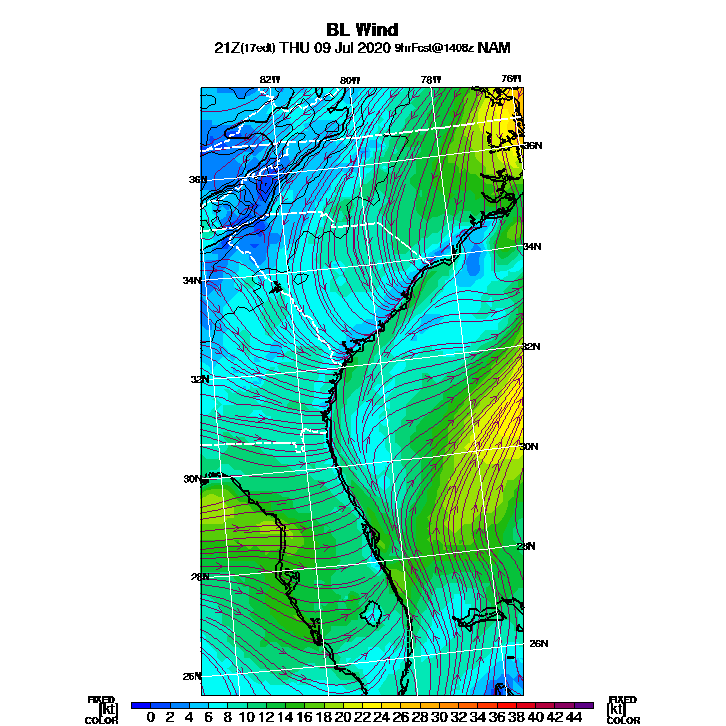 BL Wind
21Z(17edt) THU 09 Jul 2020 9hrFcst@1408z NAM
82W 80W 78W 76W
36N
36N
34N
34N
32N
32N
30N
30N
28N
28N
26N
26N
FIXED FIXED
[kt] 0 2 4 6 8 10 12 14 16 18 20 22 24 26 28 30 32 34 36 38 40 42 44 [kt]
COLOR COLOR